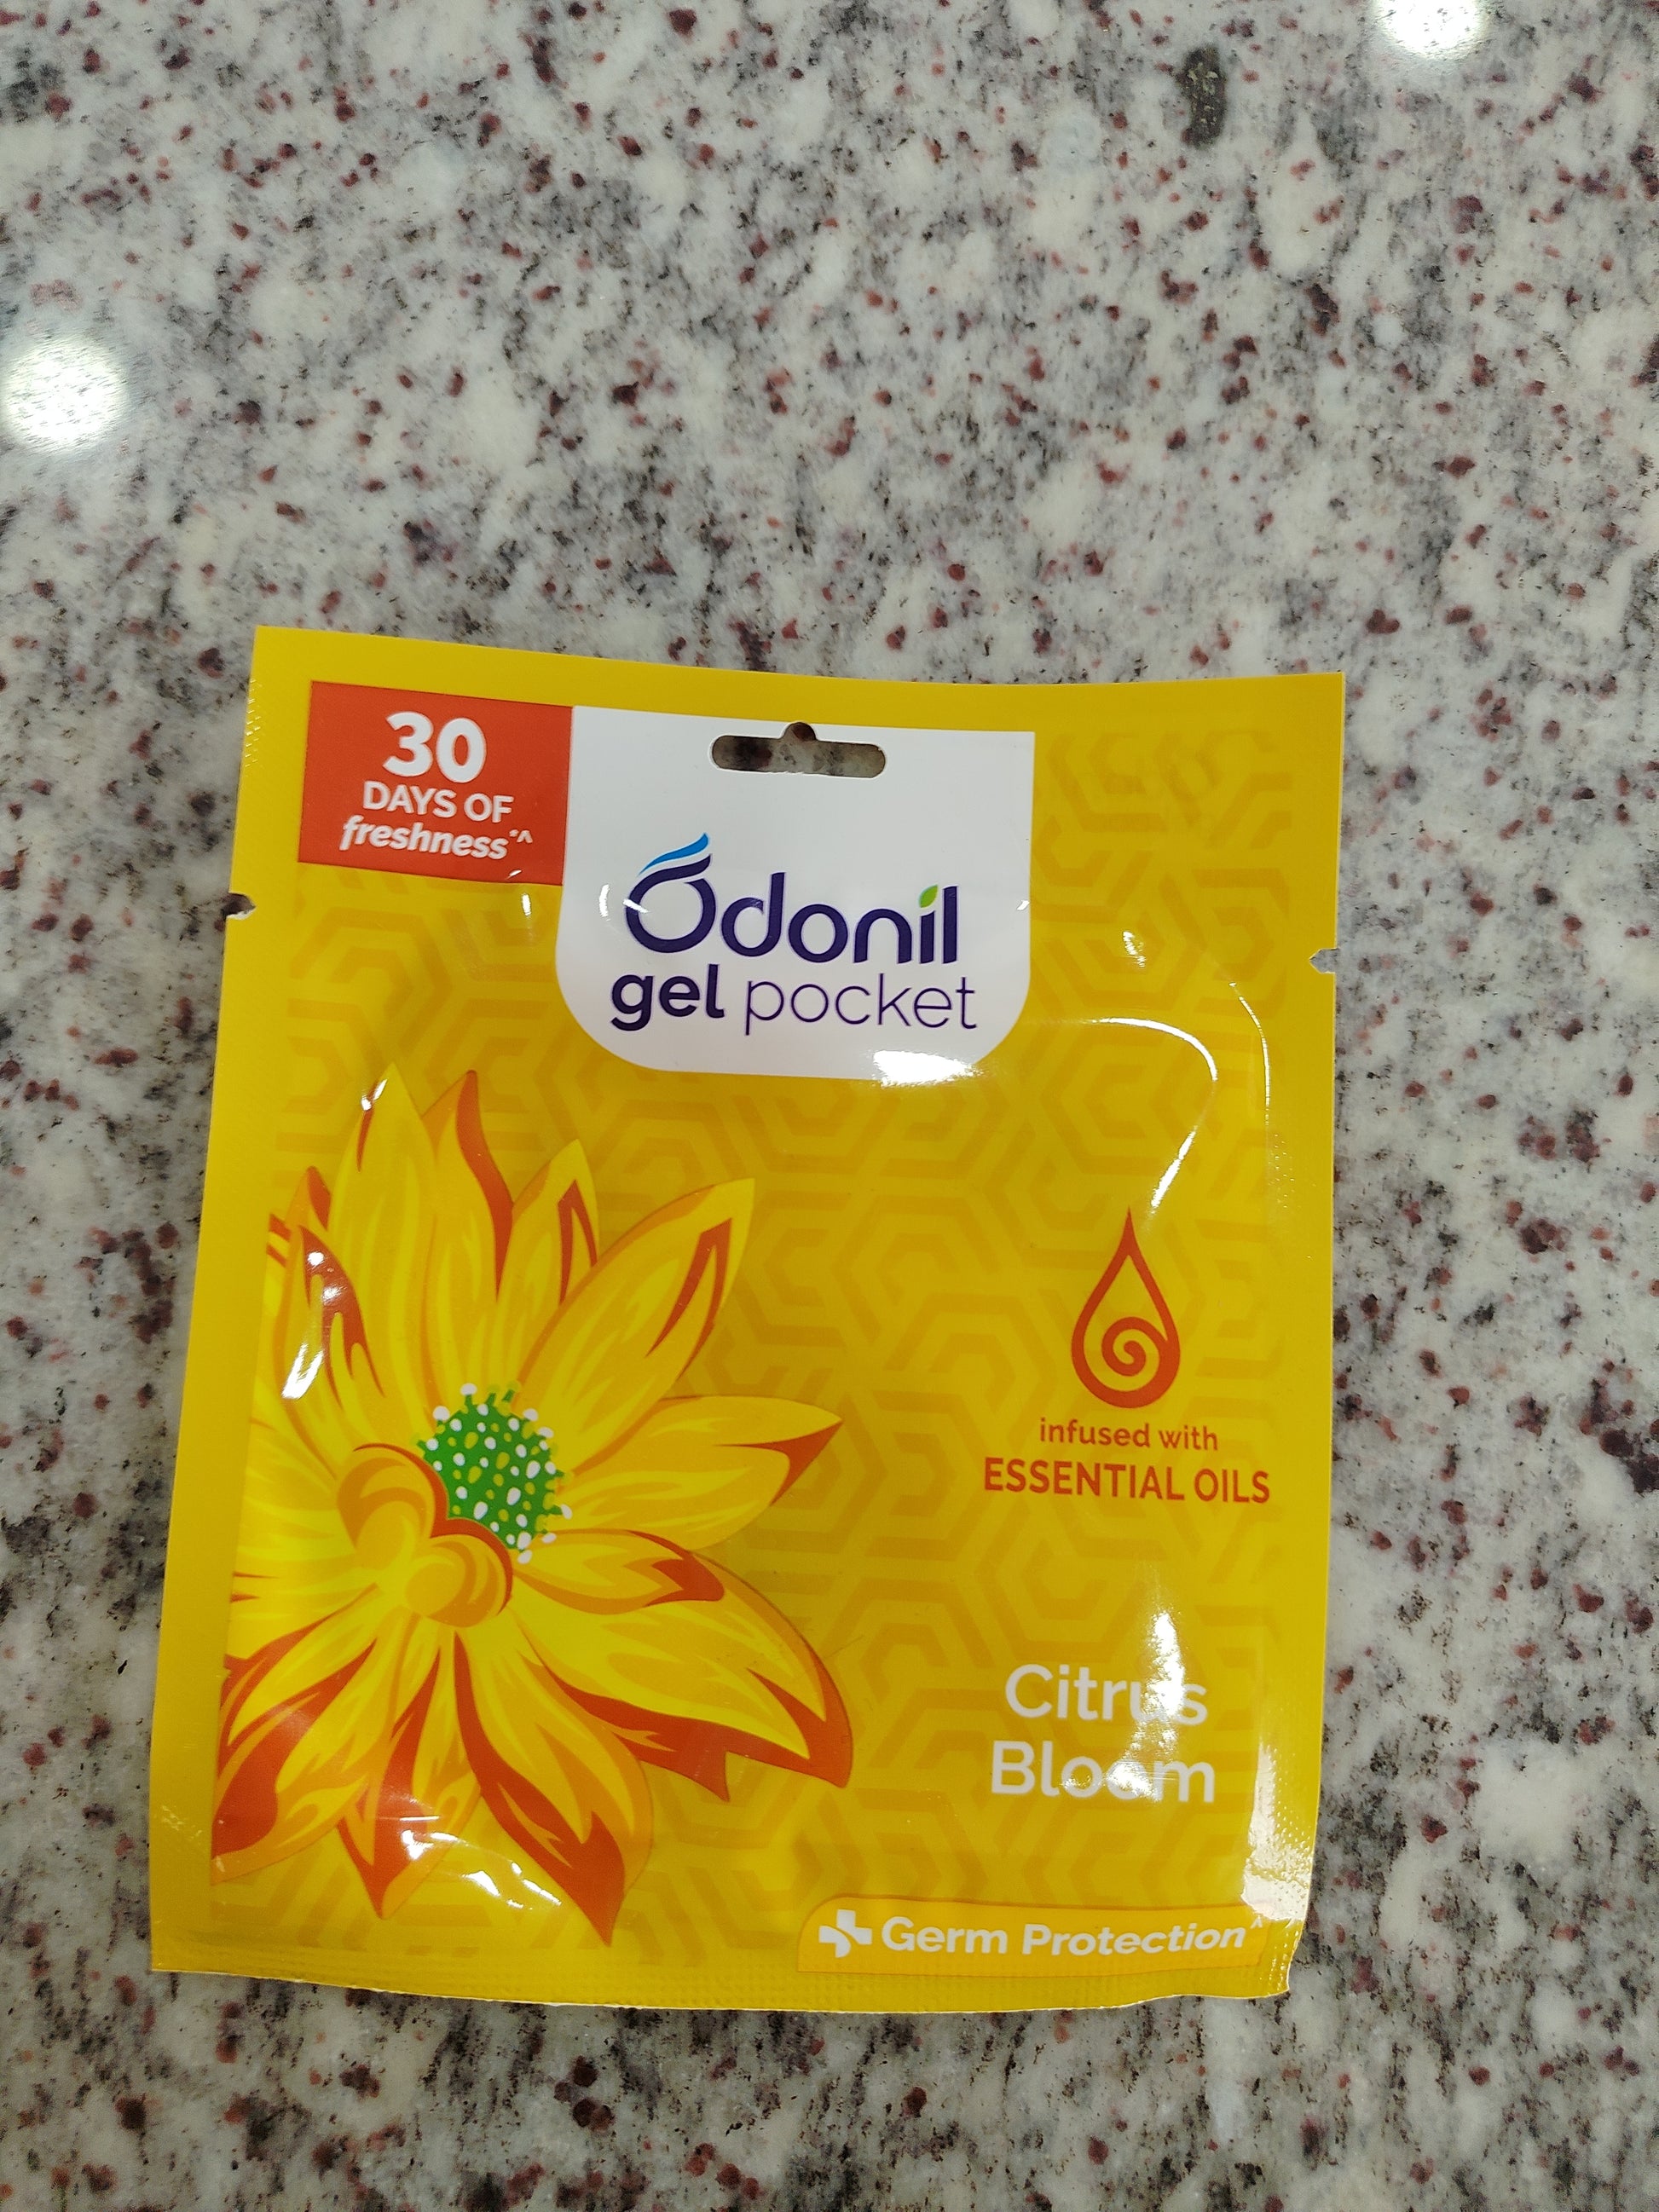 30
DAYS OF
freshness*^
Odonil
gel pocket
infused with
ESSENTIAL OILS
Citrus
Bloom
Germ Protection^